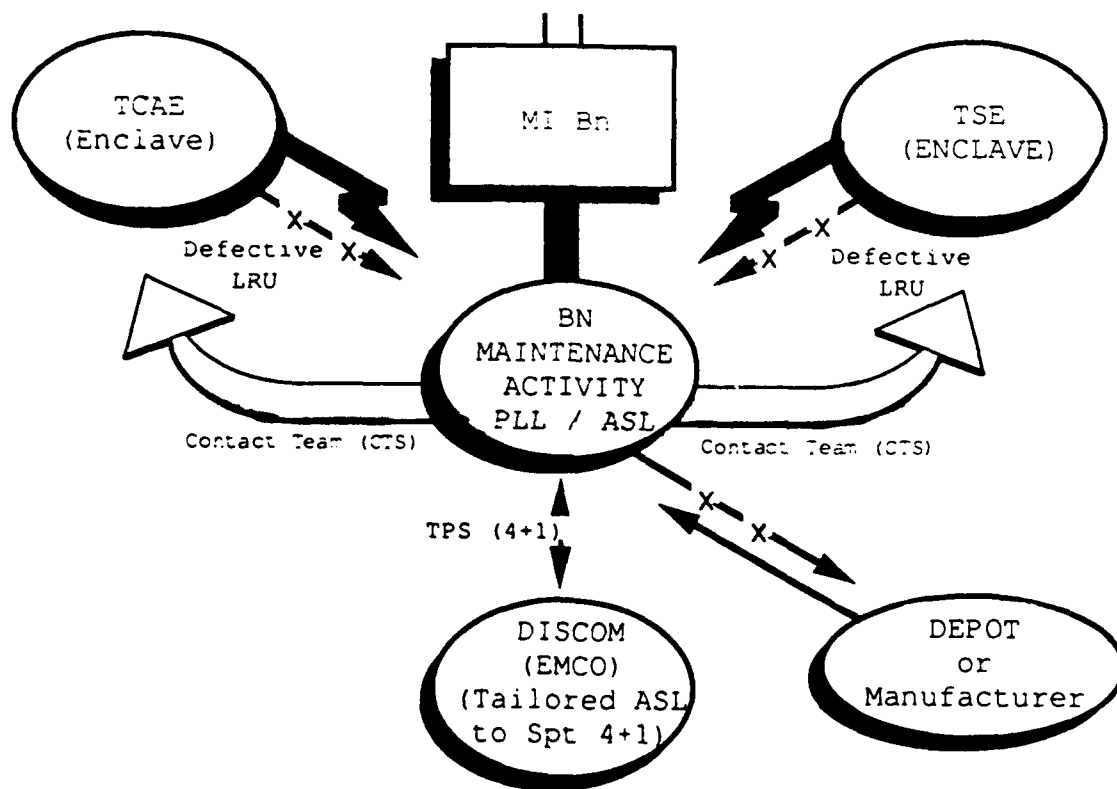 TCAE
(Enclave)
MI Bn
TSE
(ENCLAVE)
X
X
Defective
LRU
X
X
Defective
LRU
BN
MAINTENANCE
ACTIVITY
PLL / ASL
Contact Team (CTS)
Contact Team (CTS)
TPS (4+1)
X
X
DISCOM
(EMCO)
(Tailored ASL
to Spt 4+1)
DEPOT
or
Manufacturer